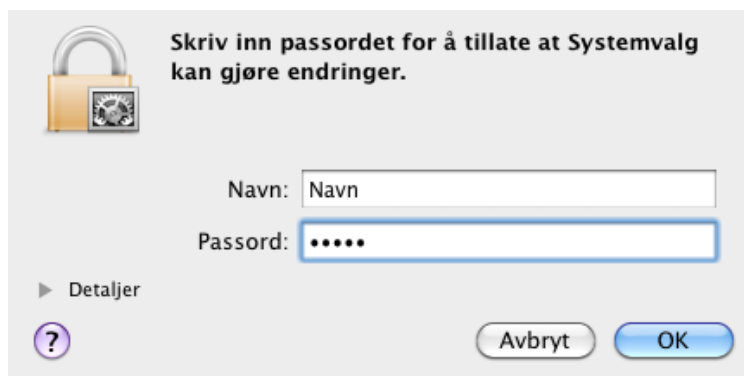 Skriv inn passordet for å tillate at Systemvalg
kan gjøre endringer.
Navn: Navn
Passord: •••••
Detaljer
?
Avbryt OK